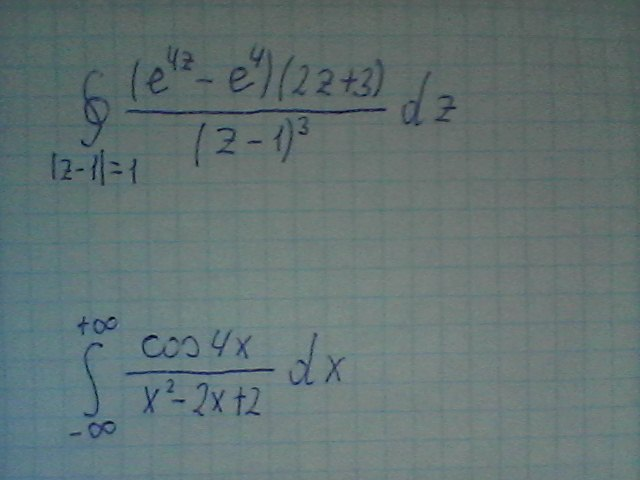 ∮ (e^{4z} - e^4)(2z+3) / (z-1)^3 dz
|z-1|=1
+∞
∫ cos 4x / x^2-2x+2 dx
-∞